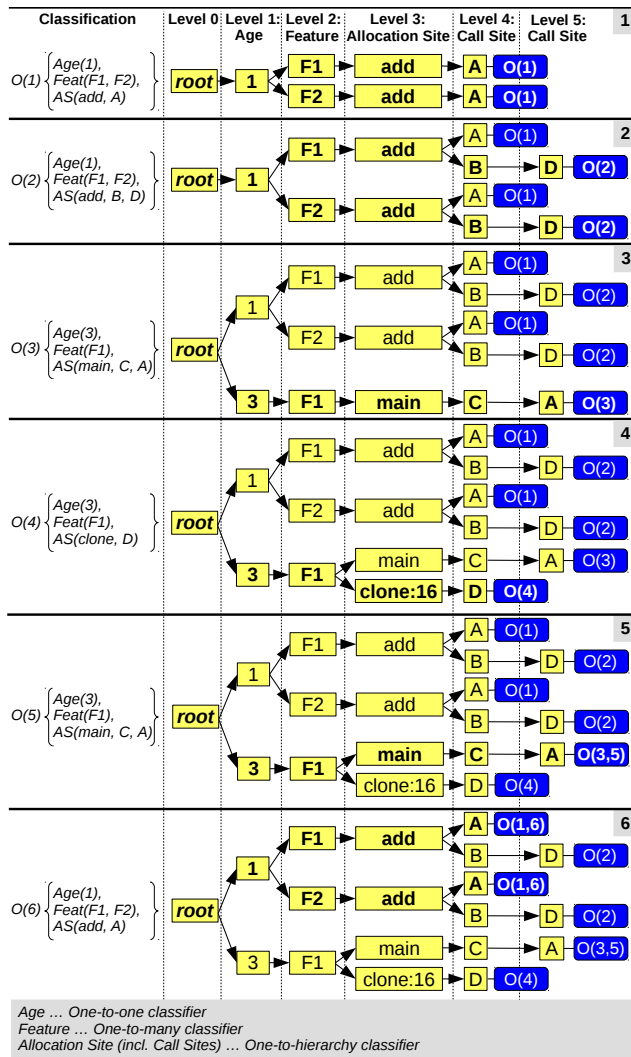 Classification Level 0 Level 1: Level 2: Level 3: Level 4: Level 5: 1
Age Feature Allocation Site Call Site Call Site
O(1) Age(1), Feat(F1, F2), AS(add, A)
root 1 F1 add A O(1)
F2 add A O(1)
2
O(2) Age(1), Feat(F1, F2), AS(add, B, D)
root 1 F1 add A O(1)
B D O(2)
F2 add A O(1)
B D O(2)
3
O(3) Age(3), Feat(F1), AS(main, C, A)
root 1 F1 add A O(1)
B D O(2)
F2 add A O(1)
B D O(2)
3 F1 main C A O(3)
4
O(4) Age(3), Feat(F1), AS(clone, D)
root 1 F1 add A O(1)
B D O(2)
F2 add A O(1)
B D O(2)
3 F1 main C A O(3)
clone:16 D O(4)
5
O(5) Age(3), Feat(F1), AS(main, C, A)
root 1 F1 add A O(1)
B D O(2)
F2 add A O(1)
B D O(2)
3 F1 main C A O(3,5)
clone:16 D O(4)
6
O(6) Age(1), Feat(F1, F2), AS(add, A)
root 1 F1 add A O(1,6)
B D O(2)
F2 add A O(1,6)
B D O(2)
3 F1 main C A O(3,5)
clone:16 D O(4)
Age ... One-to-one classifier
Feature ... One-to-many classifier
Allocation Site (incl. Call Sites) ... One-to-hierarchy classifier